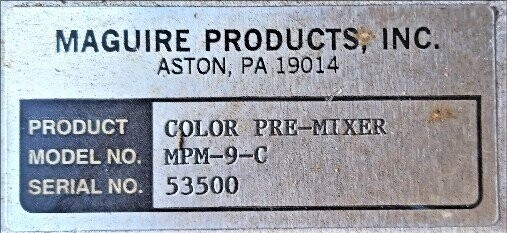 MAGUIRE PRODUCTS, INC.
ASTON, PA 19014
PRODUCT COLOR PRE-MIXER
MODEL NO. MPM-9-C
SERIAL NO. 53500